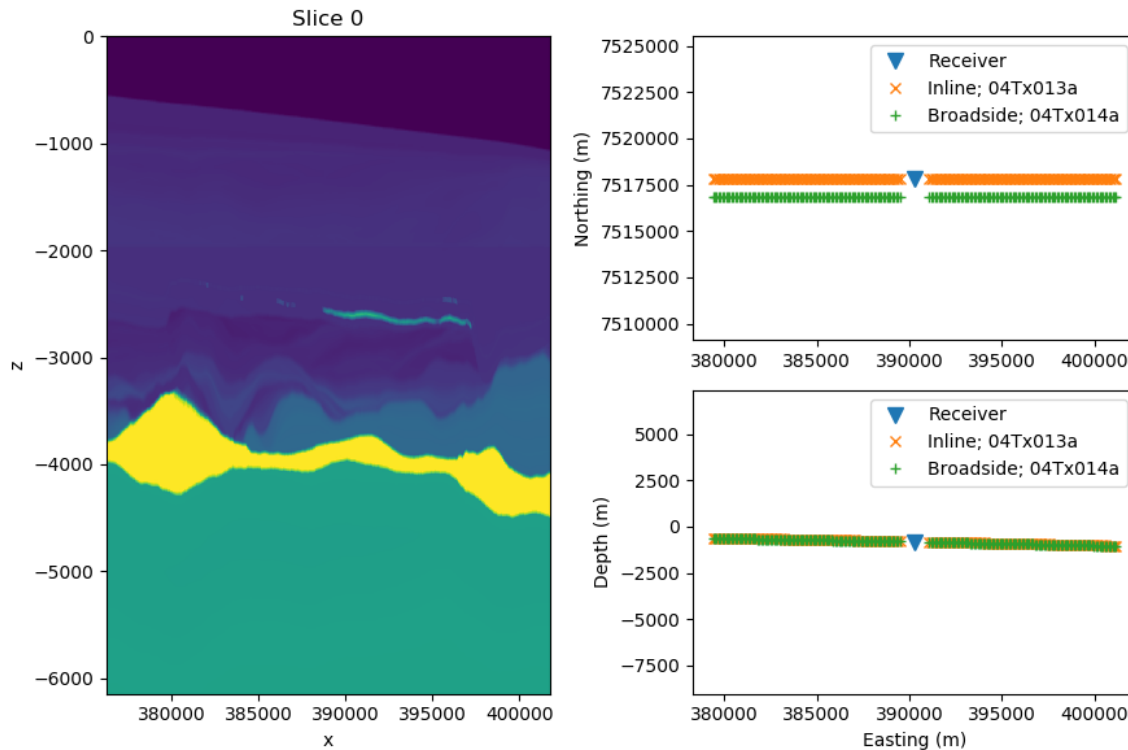 Slice 0
0
−1000
−2000
−3000
−4000
−5000
−6000
z
380000 385000 390000 395000 400000
x
Receiver
Inline; 04Tx013a
Broadside; 04Tx014a
7525000
7522500
7520000
7517500
7515000
7512500
7510000
Northing (m)
380000 385000 390000 395000 400000
Receiver
Inline; 04Tx013a
Broadside; 04Tx014a
5000
2500
0
−2500
−5000
−7500
Depth (m)
380000 385000 390000 395000 400000
Easting (m)